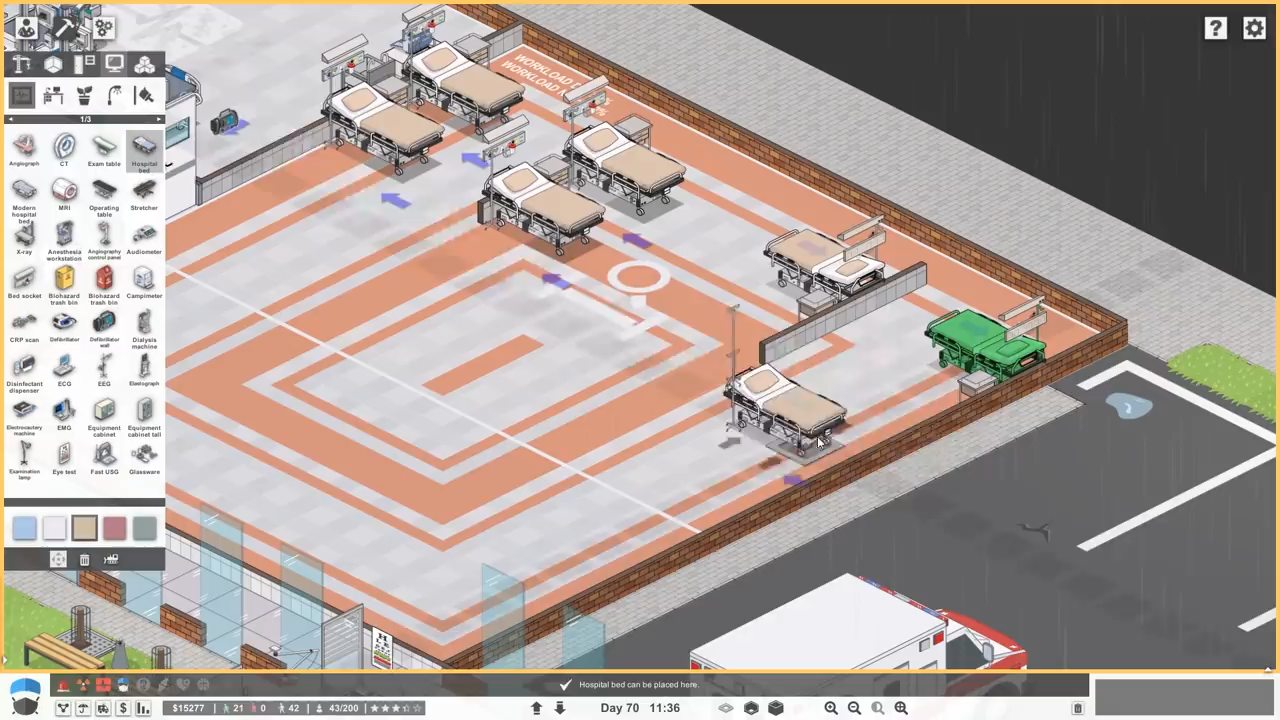 ?
WORKLOAD
WORKLOAD
1/3
Angiograph
CT
Exam table
Hospital
bed
Modern
hospital
bed
MRI
Operating
table
Stretcher
X-ray
Anesthesia
workstation
Angiography
control panel
Audiometer
Bed socket
Biohazard
trash bin
Biohazard
trash bin
Campimeter
CRP scan
Defibrillator
Defibrillator
wall
Dialysis
machine
Disinfectant
dispenser
ECG
EEG
Elastograph
Electrocautery
machine
EMG
Equipment
cabinet
Equipment
cabinet tall
Examination
lamp
Eye test
Fast USG
Glassware
Hospital bed can be placed here.
$
$15277
21
0
42
43/200
Day 70 11:36